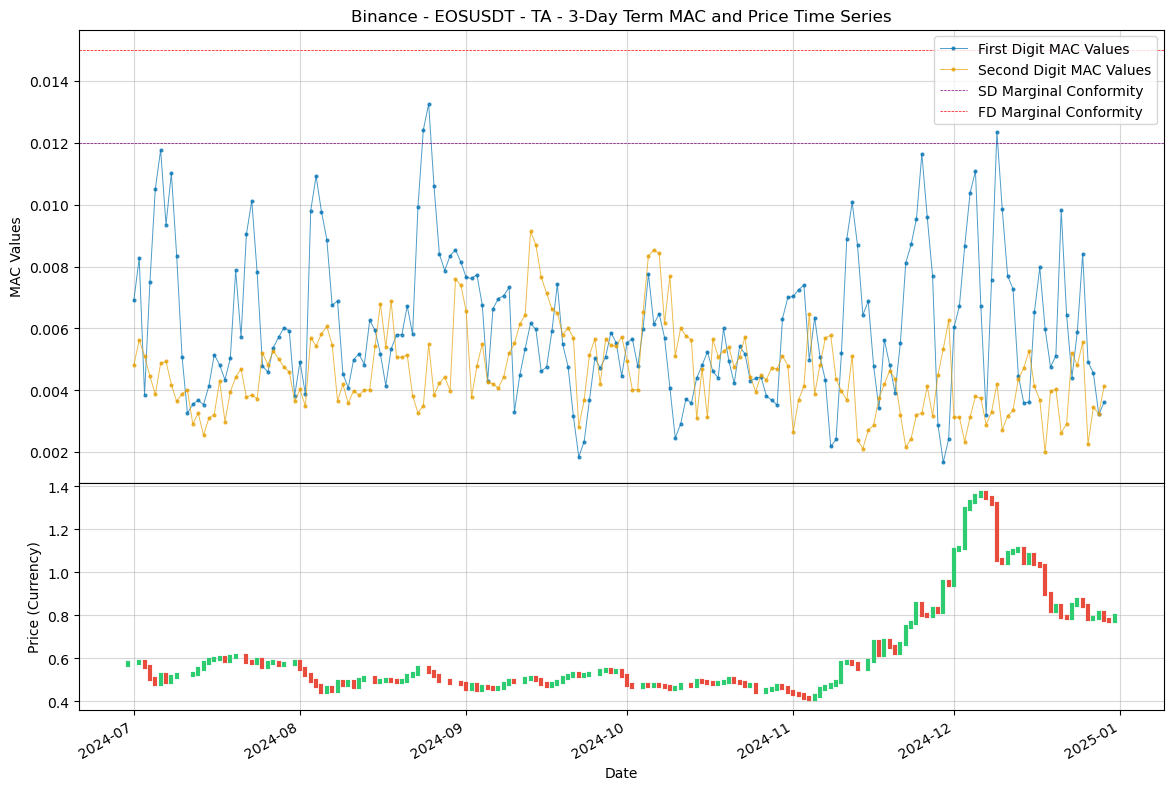 Binance - EOSUSDT - TA - 3-Day Term MAC and Price Time Series
First Digit MAC Values
Second Digit MAC Values
SD Marginal Conformity
FD Marginal Conformity
MAC Values
0.014
0.012
0.010
0.008
0.006
0.004
0.002
Price (Currency)
1.4
1.2
1.0
0.8
0.6
0.4
2024-07
2024-08
2024-09
2024-10
2024-11
2024-12
2025-01
Date